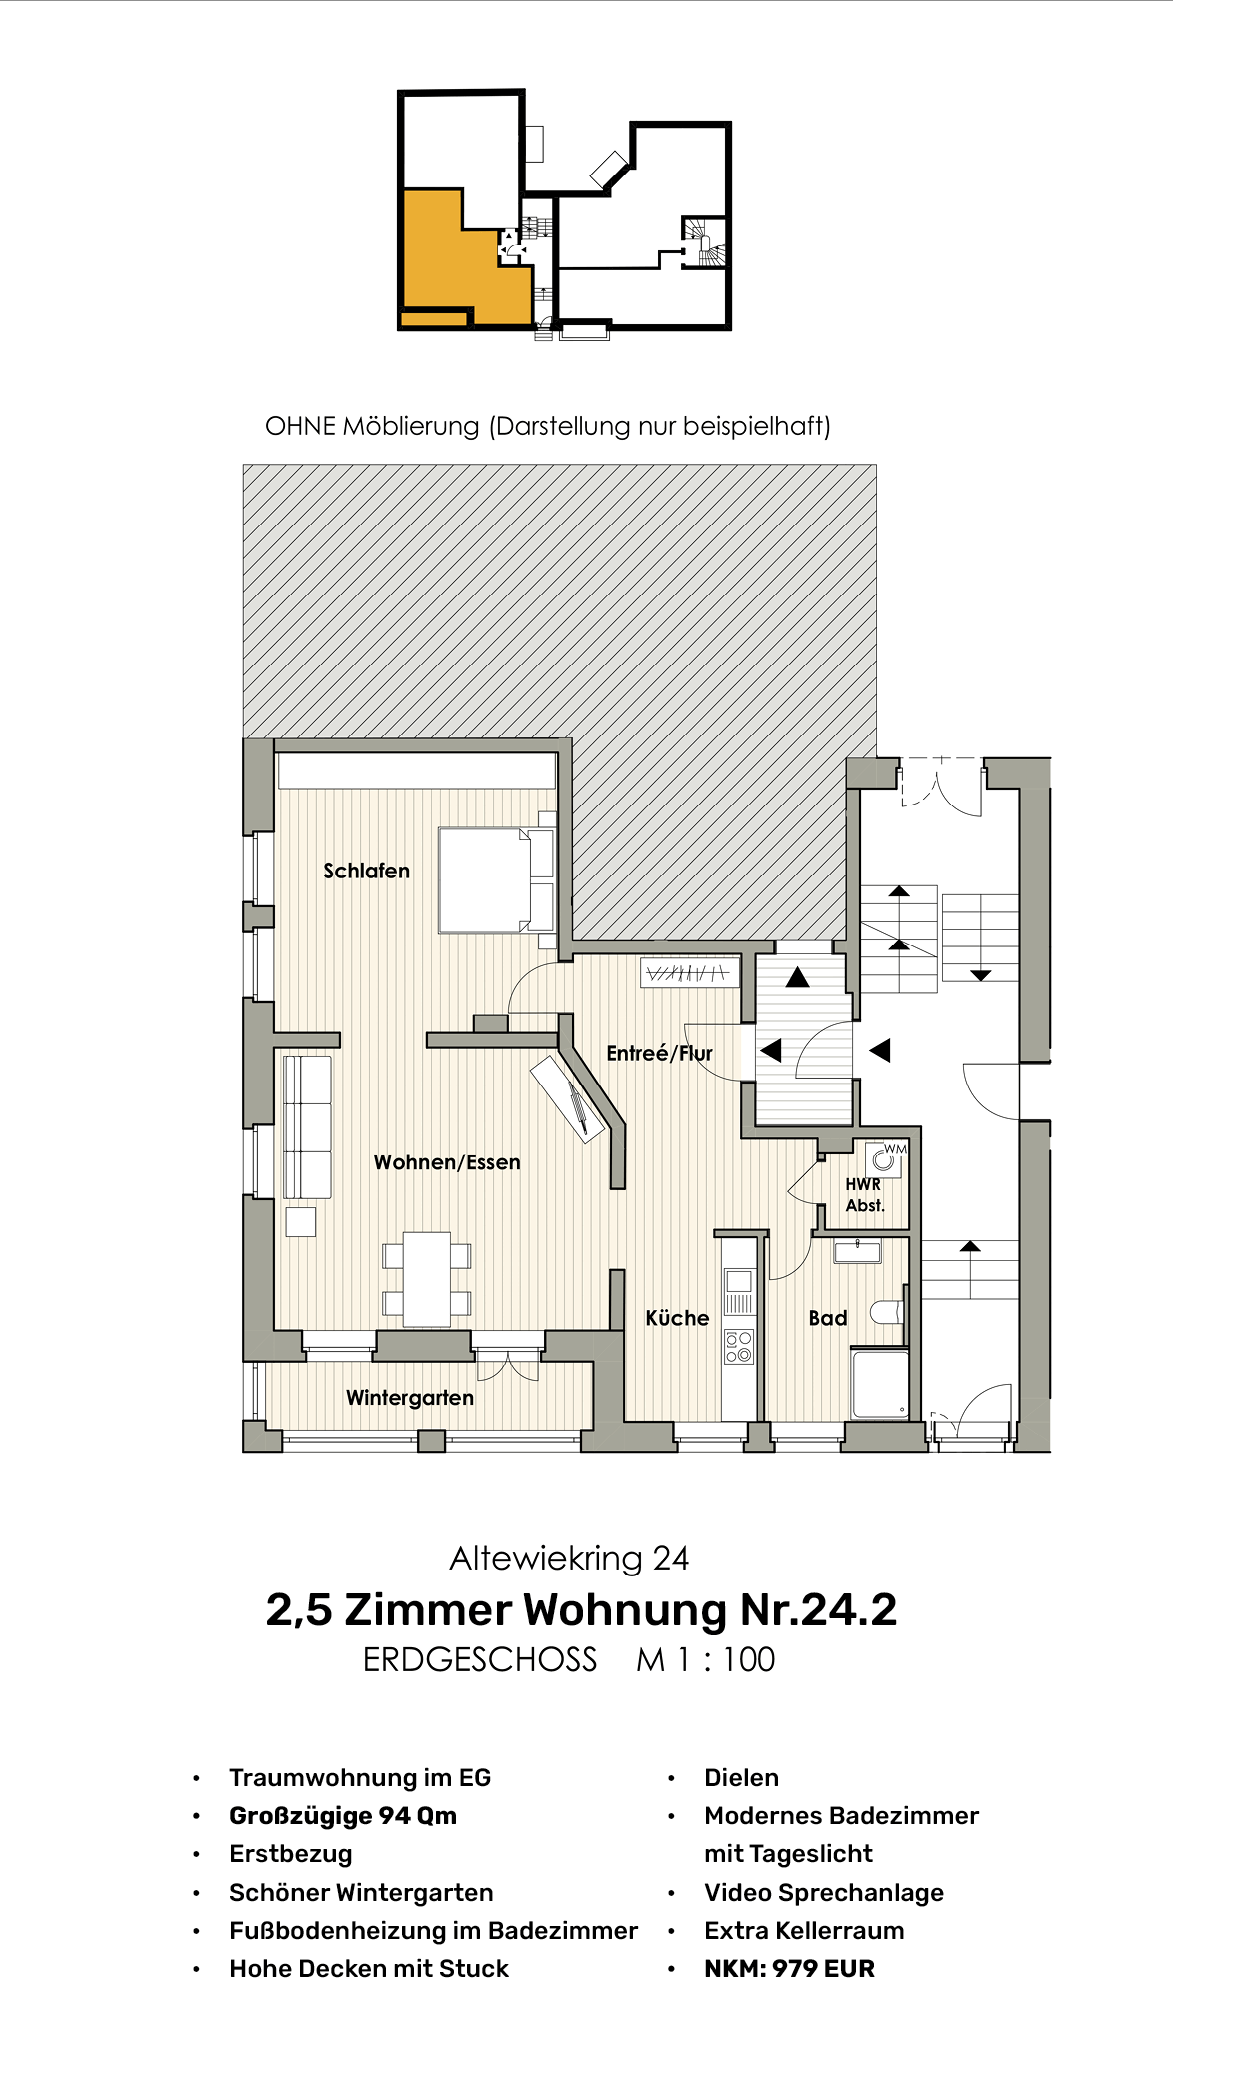 OHNE Möblierung (Darstellung nur beispielhaft)
Schlafen
Entreé/Flur
WM
HWR
Abst.
Wohnen/Essen
Küche
Bad
Wintergarten
Altewiekring 24
2,5 Zimmer Wohnung Nr.24.2
ERDGESCHOSS M 1 : 100
• Traumwohnung im EG
• Großzügige 94 Qm
• Erstbezug
• Schöner Wintergarten
• Fußbodenheizung im Badezimmer
• Hohe Decken mit Stuck
• Dielen
• Modernes Badezimmer
mit Tageslicht
• Video Sprechanlage
• Extra Kellerraum
• NKM: 979 EUR